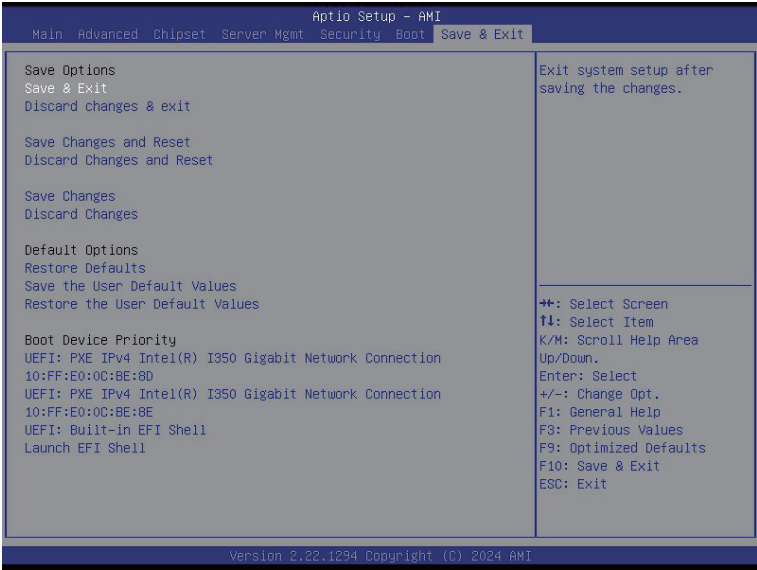 Aptio Setup - AMI
Main Advanced Chipset Server Mgmt Security Boot Save & Exit
Save Options
Save & Exit
Discard changes & exit
Save Changes and Reset
Discard Changes and Reset
Save Changes
Discard Changes
Default Options
Restore Defaults
Save the User Default Values
Restore the User Default Values
Boot Device Priority
UEFI: PXE IPv4 Intel(R) I350 Gigabit Network Connection
10:FF:E0:0C:BE:8D
UEFI: PXE IPv4 Intel(R) I350 Gigabit Network Connection
10:FF:E0:0C:BE:8E
UEFI: Built-in EFI Shell
Launch EFI Shell
Exit system setup after
saving the changes.
→←: Select Screen
↑↓: Select Item
K/M: Scroll Help Area
Up/Down.
Enter: Select
+/-: Change Opt.
F1: General Help
F3: Previous Values
F9: Optimized Defaults
F10: Save & Exit
ESC: Exit
Version 2.22.1294 Copyright (C) 2024 AMI